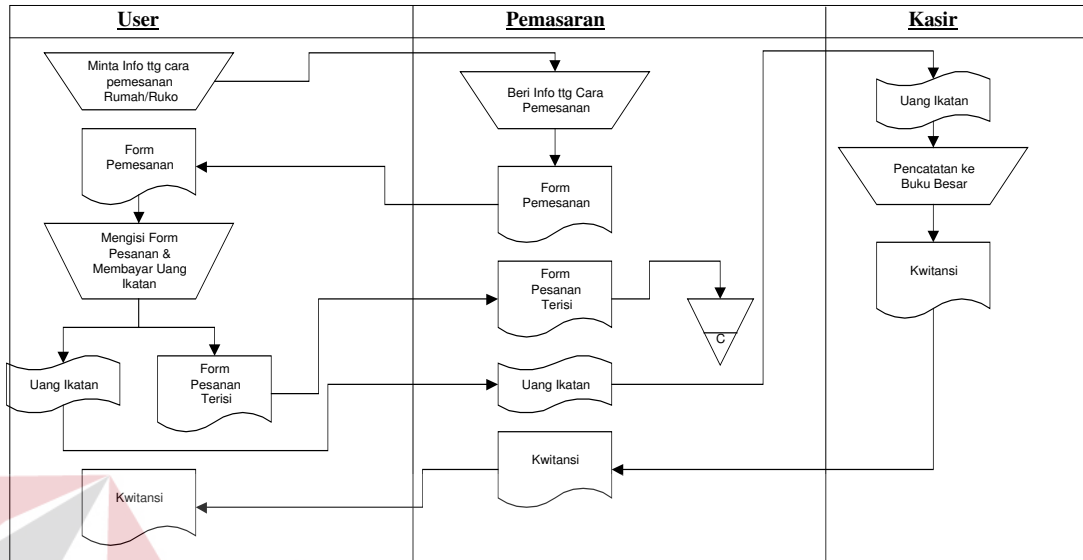 User
Pemasaran
Kasir
Minta Info ttg cara
pemesanan
Rumah/Ruko
Beri Info ttg Cara
Pemesanan
Uang Ikatan
Form
Pemesanan
Form
Pemesanan
Pencatatan ke
Buku Besar
Mengisi Form
Pesanan &
Membayar Uang
Ikatan
Form
Pesanan
Terisi
Kwitansi
C
Uang Ikatan
Form
Pesanan
Terisi
Uang Ikatan
Kwitansi
Kwitansi